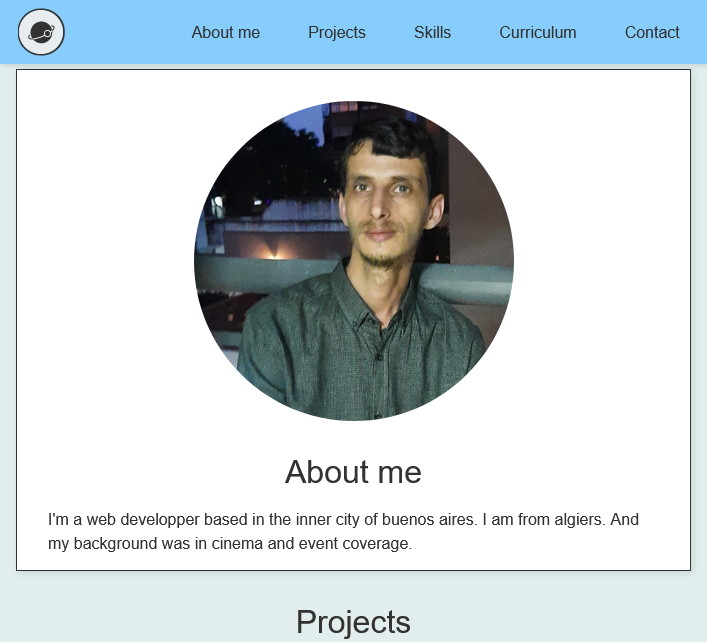 About me Projects Skills Curriculum Contact
About me
I'm a web developper based in the inner city of buenos aires. I am from algiers. And
my background was in cinema and event coverage.
Projects